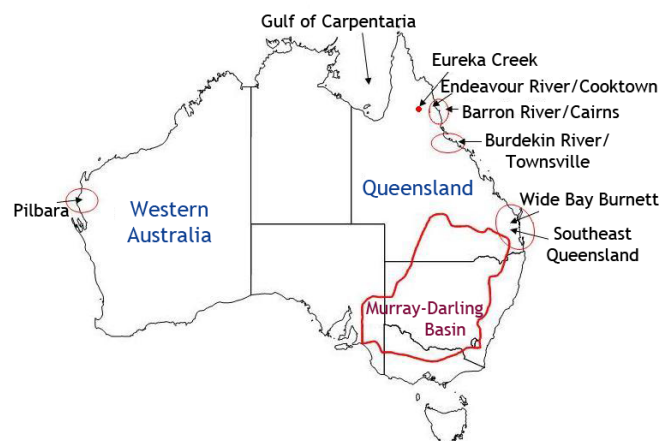 Gulf of Carpentaria
Eureka Creek
Endeavour River/Cooktown
Barron River/Cairns
Burdekin River/
Townsville
Queensland
Wide Bay Burnett
Southeast
Queensland
Pilbara
Western
Australia
Murray-Darling
Basin